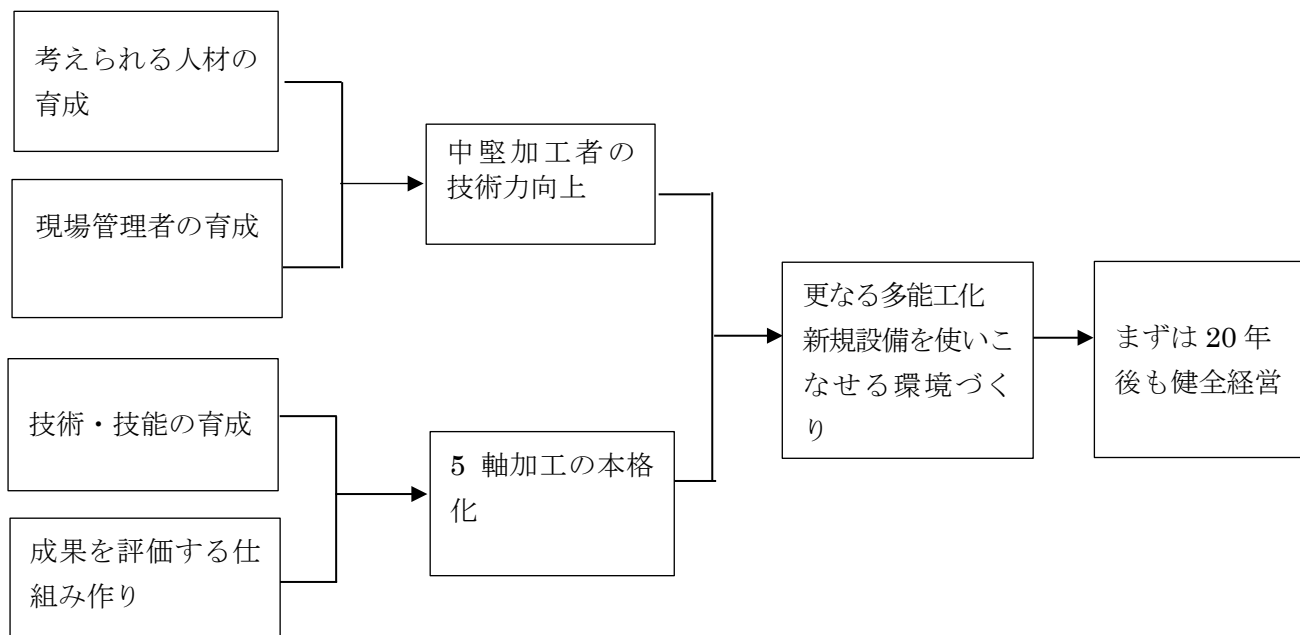 考えられる人材の
育成
現場管理者の育成
技術・技能の育成
成果を評価する仕
組み作り
中堅加工者の
技術力向上
5 軸加工の本格
化
更なる多能工化
新規設備を使いこ
なせる環境づく
り
まずは 20 年
後も健全経営